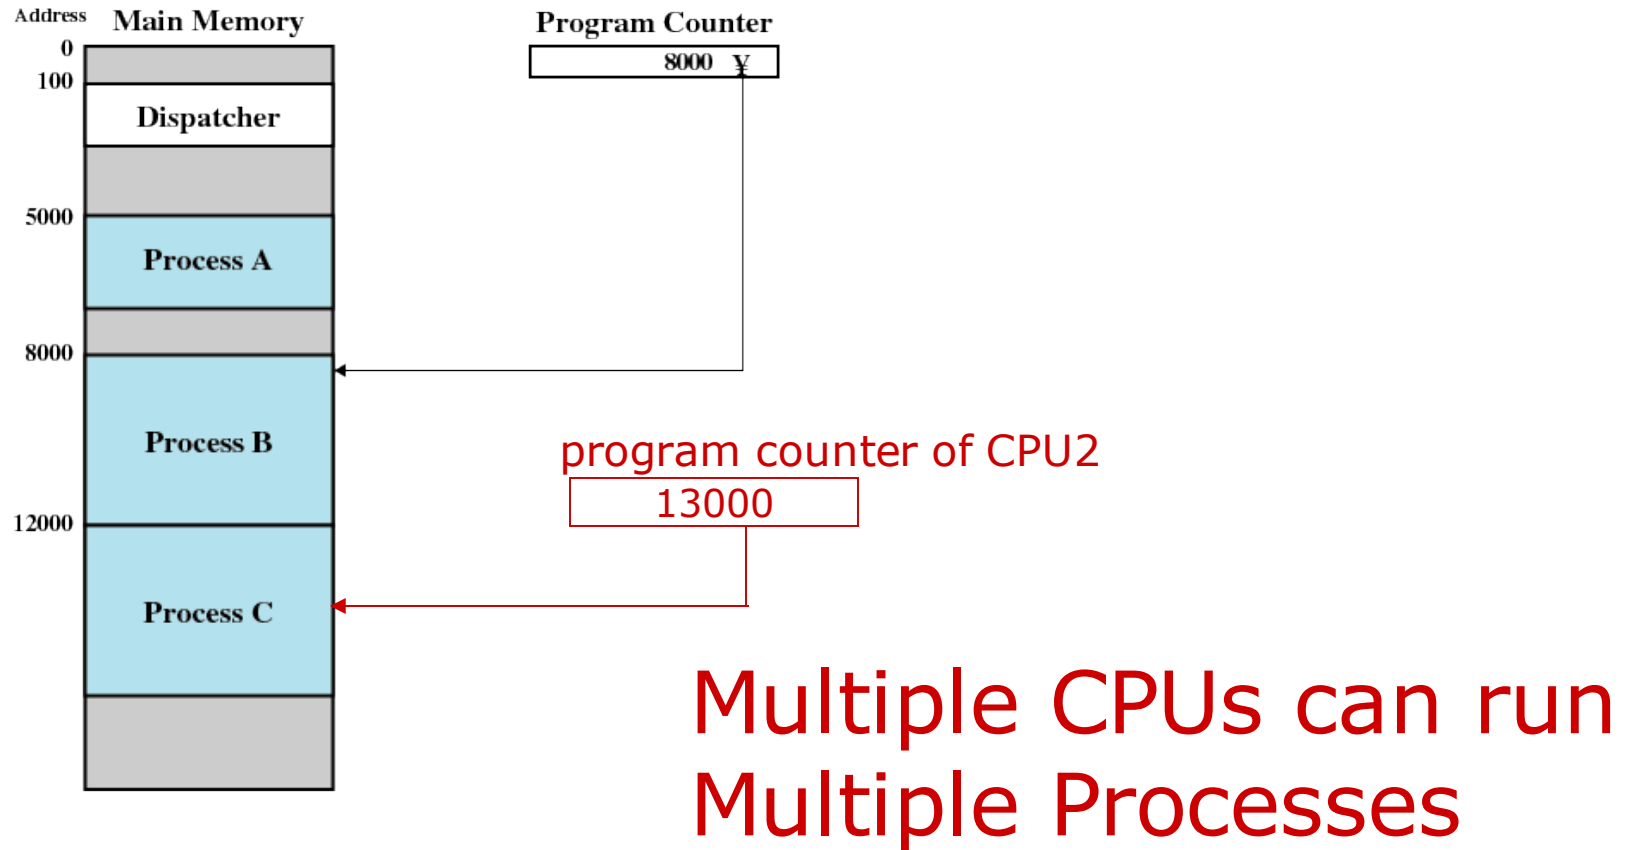 Address Main Memory
Program Counter
0
8000 ¥
100
Dispatcher
5000
Process A
8000
Process B
program counter of CPU2
13000
12000
Process C
Multiple CPUs can run
Multiple Processes